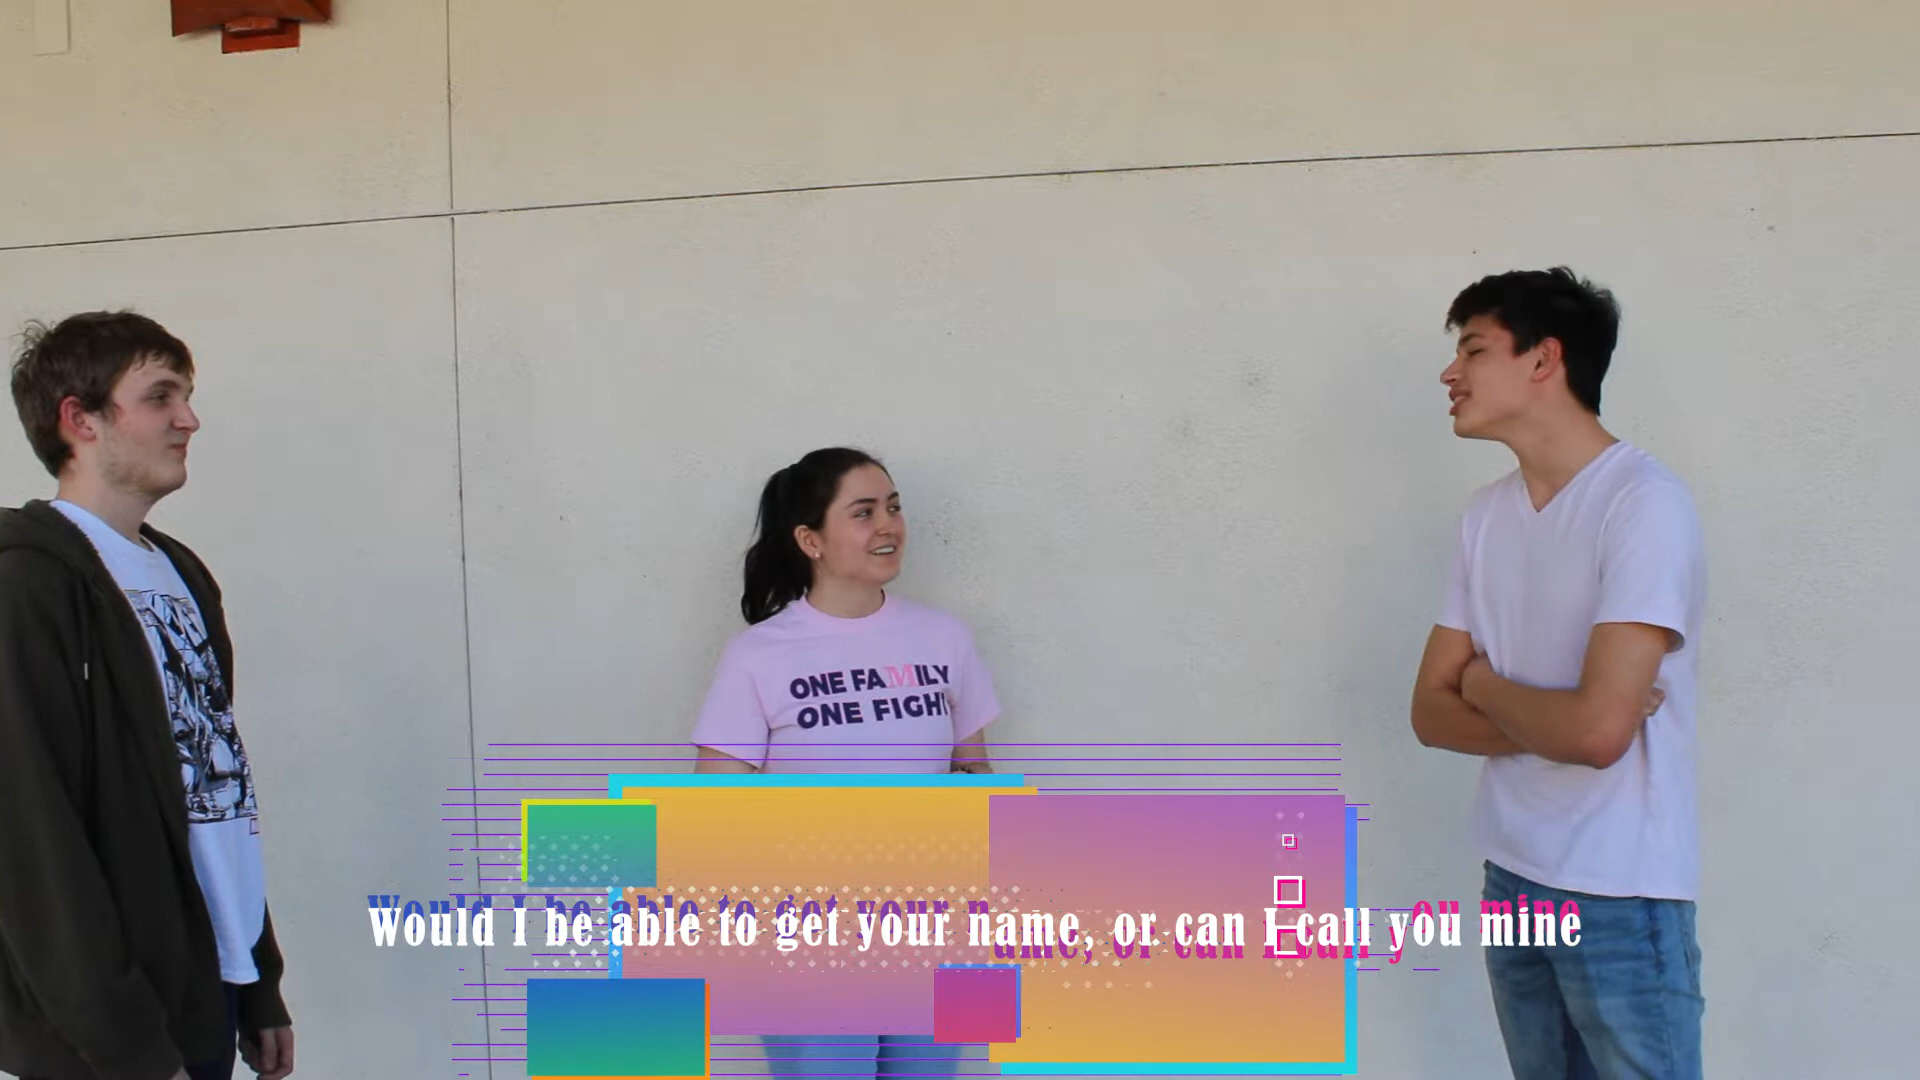 ONE FAMILY
ONE FIGHT
Would I be able to get your name, or can I call you mine